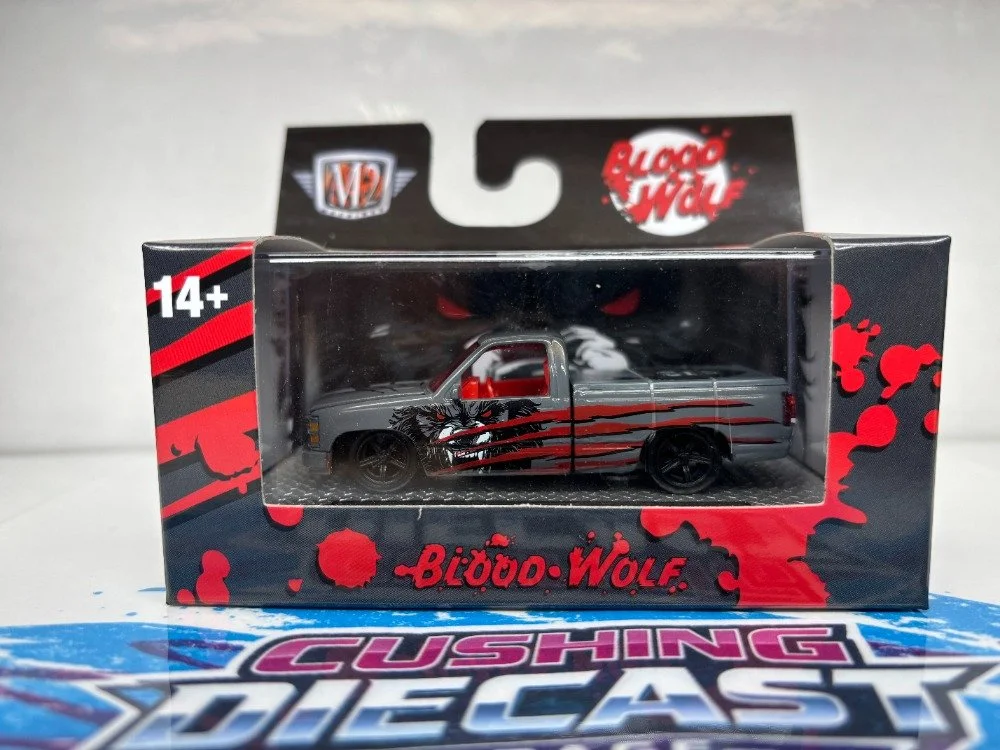 M2
BLOOD
WOLF
14+
BLOOD•WOLF
CUSHING
DIECAST